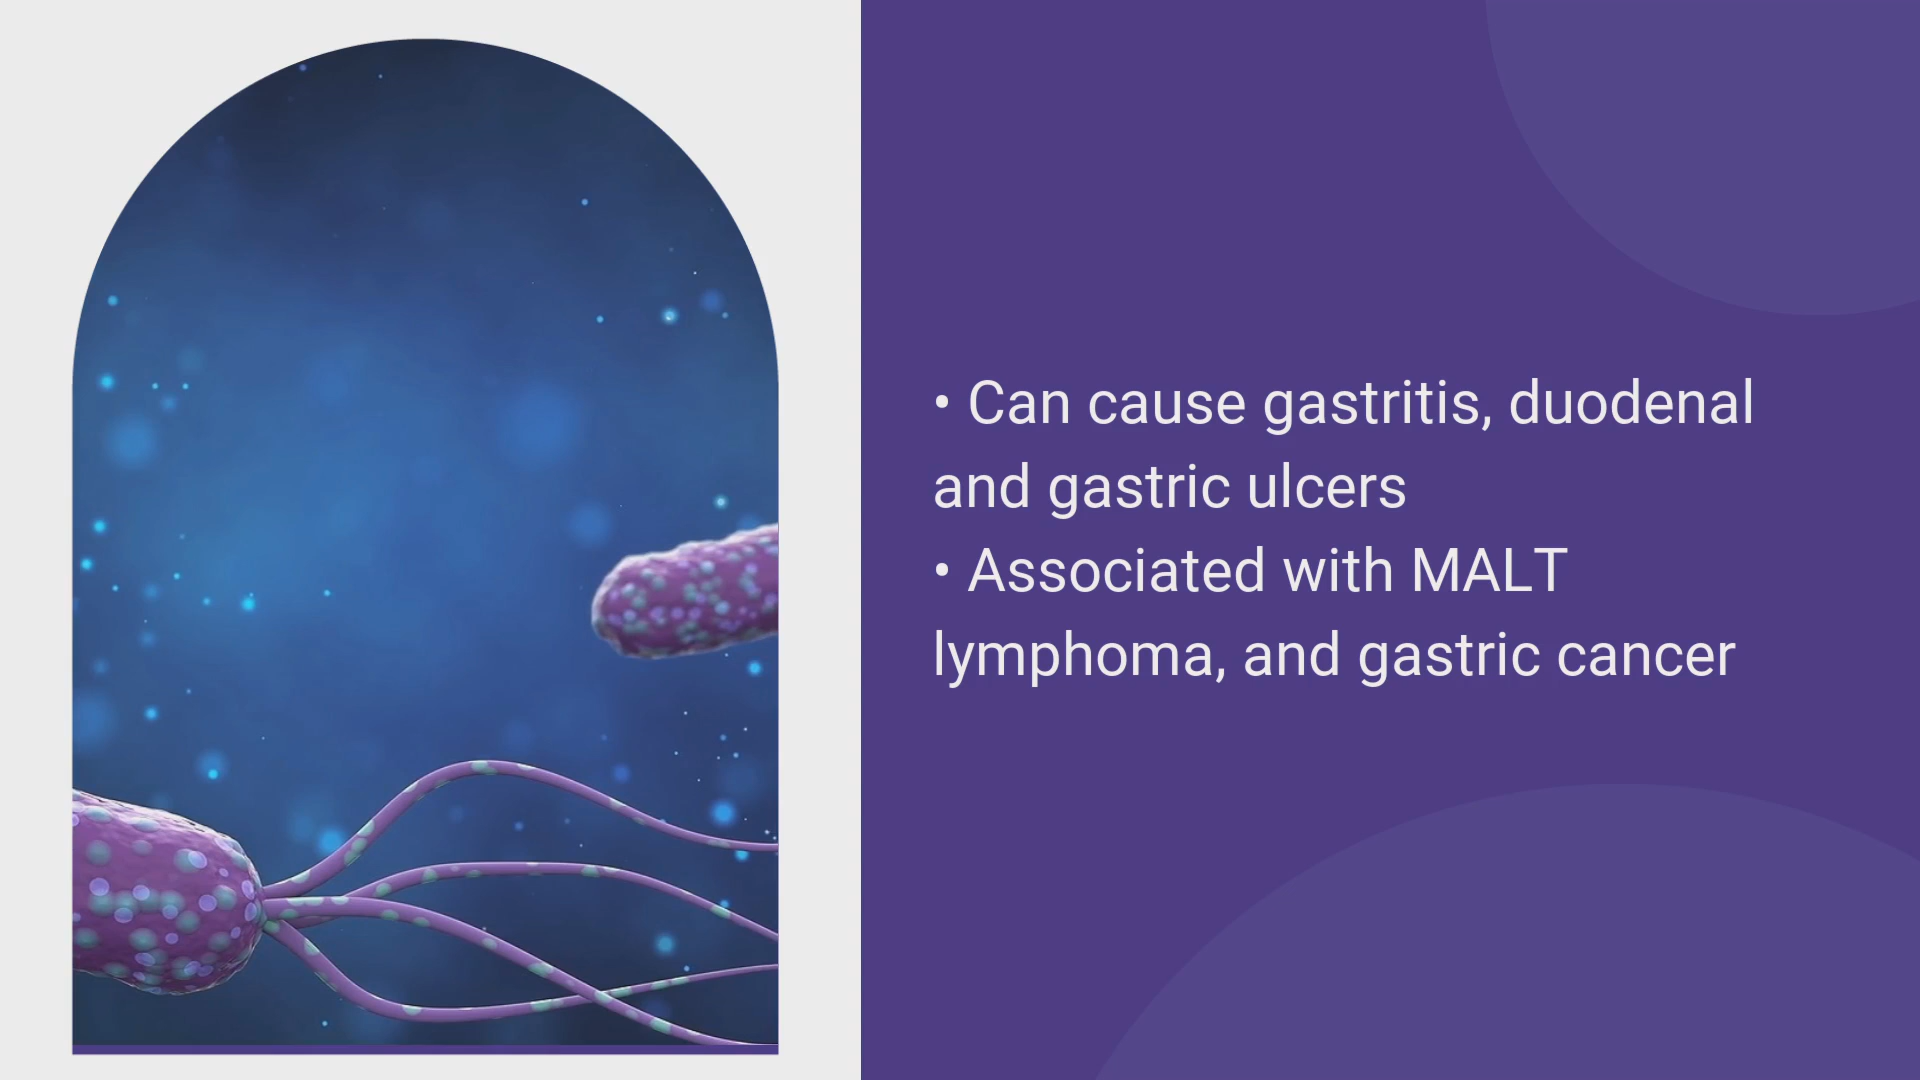 • Can cause gastritis, duodenal
and gastric ulcers
• Associated with MALT
lymphoma, and gastric cancer